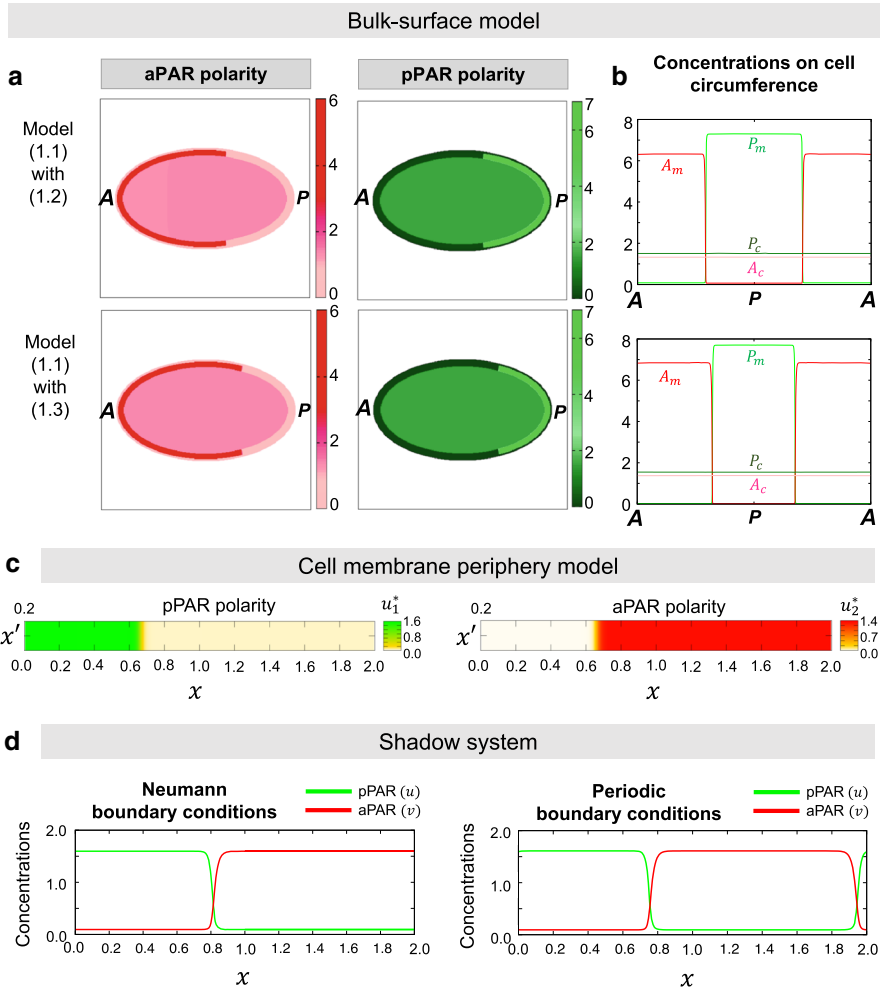 Bulk-surface model
a
aPAR polarity
pPAR polarity
b
Concentrations on cell
circumference
Model
(1.1)
with
(1.2)
A
P
6
4
2
0
A
P
7
6
4
2
0
8
6
4
2
0
P_m
A_m
P_c
A_c
A
P
A
Model
(1.1)
with
(1.3)
A
P
6
4
2
0
A
P
7
6
4
2
0
8
6
4
2
0
P_m
A_m
P_c
A_c
A
P
A
c
Cell membrane periphery model
0.2
pPAR polarity
u_1^*
x′
1.6
0.8
0.0
0.0 0.2 0.4 0.6 0.8 1.0 1.2 1.4 1.6 1.8 2.0
x
0.2
aPAR polarity
u_2^*
x′
1.4
0.8
0.0
0.0 0.2 0.4 0.6 0.8 1.0 1.2 1.4 1.6 1.8 2.0
x
d
Shadow system
Neumann
boundary conditions
pPAR (u)
aPAR (v)
Concentrations
2.0
1.0
0.0
0.0 0.2 0.4 0.6 0.8 1.0 1.2 1.4 1.6 1.8 2.0
x
Periodic
boundary conditions
pPAR (u)
aPAR (v)
Concentrations
2.0
1.0
0.0
0.0 0.2 0.4 0.6 0.8 1.0 1.2 1.4 1.6 1.8 2.0
x